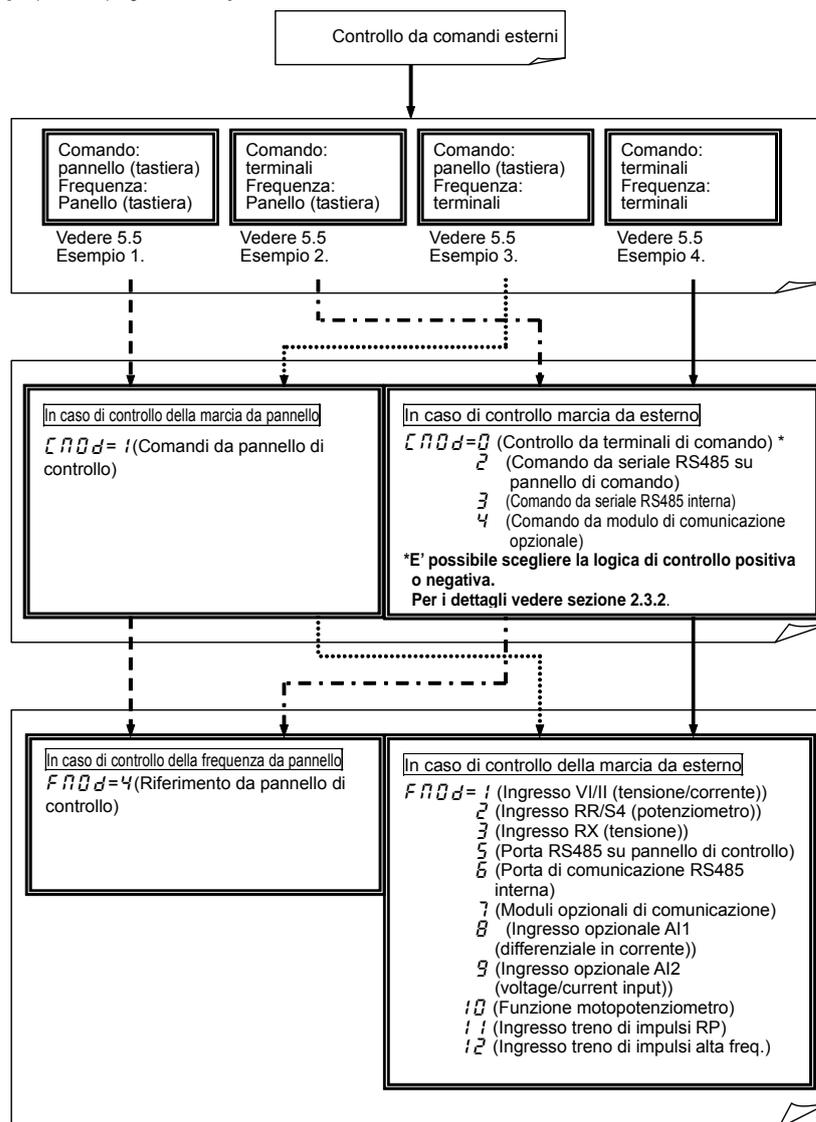 Controllo da comandi esterni
Comando:
pannello (tastiera)
Frequenza:
Panello (tastiera)
Comando:
terminali
Frequenza:
Panello (tastiera)
Comando:
panello (tastiera)
Frequenza:
terminali
Comando:
terminali
Frequenza:
terminali
Vedere 5.5
Esempio 1.
Vedere 5.5
Esempio 2.
Vedere 5.5
Esempio 3.
Vedere 5.5
Esempio 4.
In caso di controllo della marcia da pannello
CNOd= 1(Comandi da pannello di
controllo)
In caso di controllo marcia da esterno
CNOd=0 (Controllo da terminali di comando) *
2 (Comando da seriale RS485 su
pannello di comando)
3 (Comando da seriale RS485 interna)
4 (Comando da modulo di comunicazione
opzionale)
*E' possibile scegliere la logica di controllo positiva
o negativa.
Per i dettagli vedere sezione 2.3.2.
In caso di controllo della frequenza da pannello
FNOd=4(Riferimento da pannello di
controllo)
In caso di controllo della marcia da esterno
FNOd= 1 (Ingresso VI/II (tensione/corrente))
2 (Ingresso RR/S4 (potenziometro))
3 (Ingresso RX (tensione))
5 (Porta RS485 su pannello di controllo)
6 (Porta di comunicazione RS485
interna)
7 (Moduli opzionali di comunicazione)
8 (Ingresso opzionale AI1
(differenziale in corrente))
9 (Ingresso opzionale AI2
(voltage/current input))
10 (Funzione motopotenziometro)
11 (Ingresso treno di impulsi RP)
12 (Ingresso treno di impulsi alta freq.)